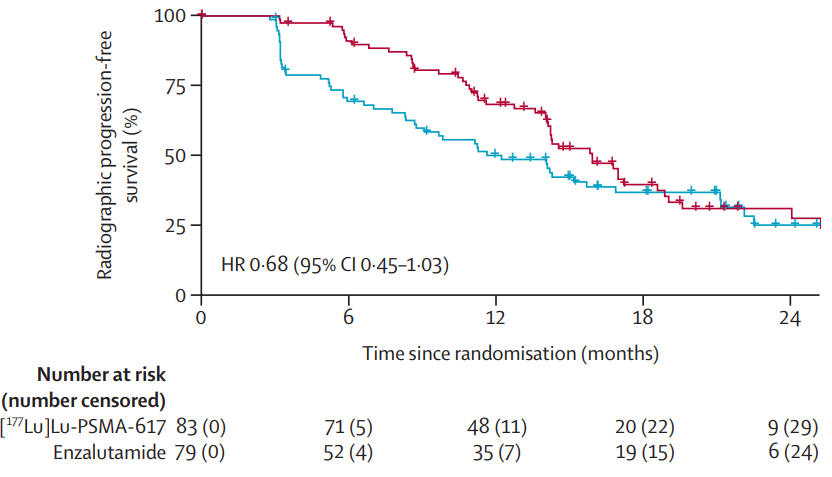 Radiographic progression-free
survival (%)
100
75
50
25
0
HR 0·68 (95% CI 0·45–1·03)
0 6 12 18 24
Time since randomisation (months)
Number at risk
(number censored)
[¹⁷⁷Lu]Lu-PSMA-617 83 (0) 71 (5) 48 (11) 20 (22) 9 (29)
Enzalutamide 79 (0) 52 (4) 35 (7) 19 (15) 6 (24)